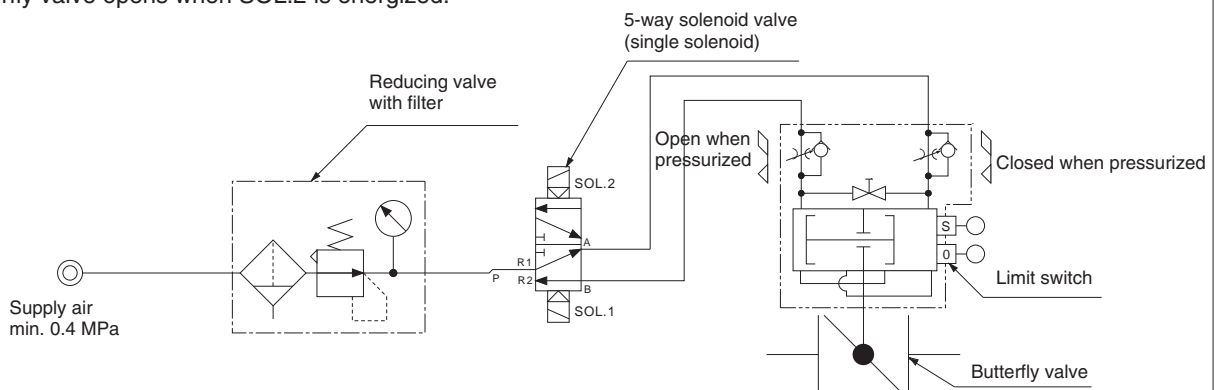 valve opens when SOL.2 is energized.
5-way solenoid valve
(single solenoid)
Reducing valve
with filter
Open when
pressurized
Closed when pressurized
SOL.2
A
R1
P
R2
B
SOL.1
S
0
Limit switch
Supply air
min. 0.4 MPa
Butterfly valve